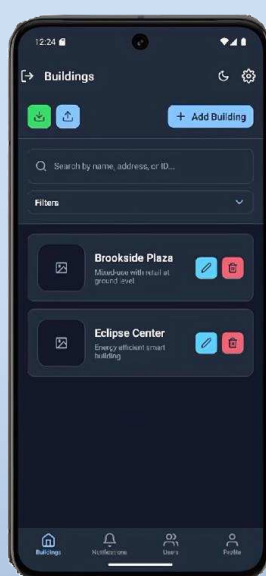 12:24
Buildings
+ Add Building
Search by name, address, or ID...
Filters
Brookside Plaza
Mixed-use with retail at
ground level
Eclipse Center
Energy efficient smart
building
Buildings
Notifications
Users
Profile